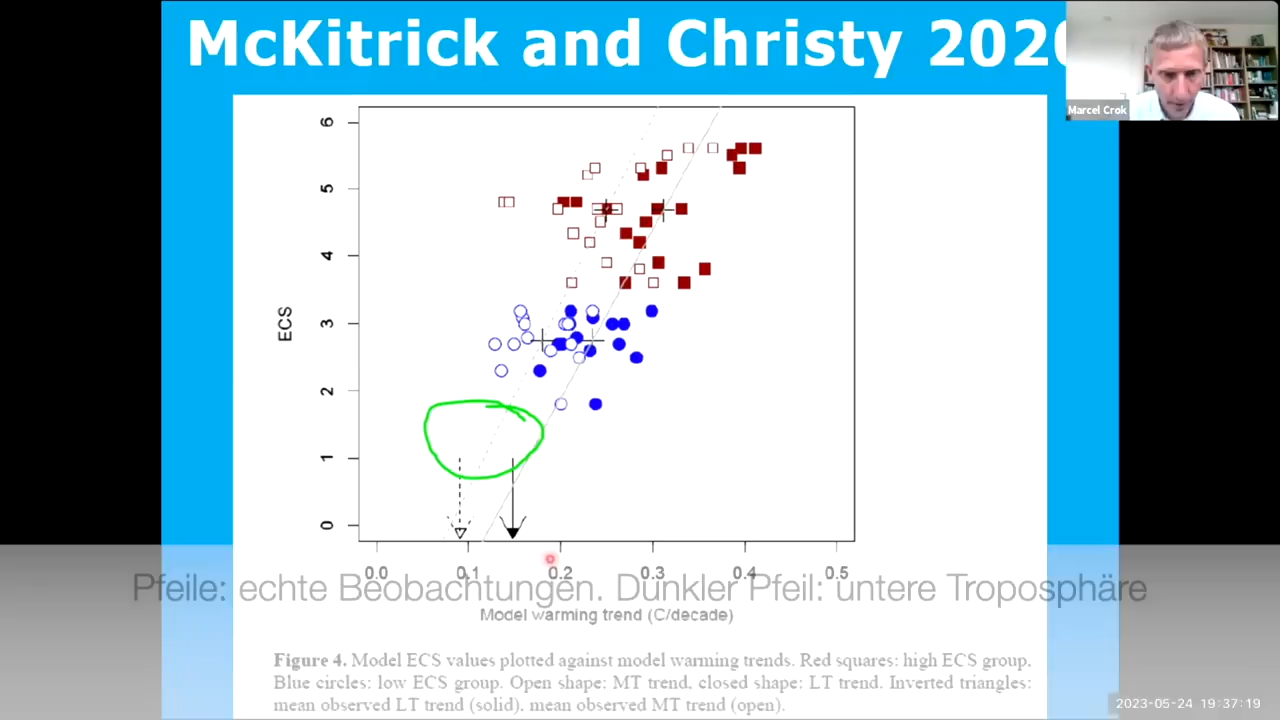 McKitrick and Christy 2020
Marcel Crok
6
5
4
3
2
1
0
ECS
0.0 0.1 0.2 0.3 0.4 0.5
Pfeile: echte Beobachtungen. Dunkler Pfeil: untere Troposphäre
Model warming trend (C/decade)
Figure 4. Model ECS values plotted against model warming trends. Red squares: high ECS group.
Blue circles: low ECS group. Open shape: MT trend, closed shape: LT trend. Inverted triangles:
mean observed LT trend (solid), mean observed MT trend (open).
2023-05-24 19:37:19